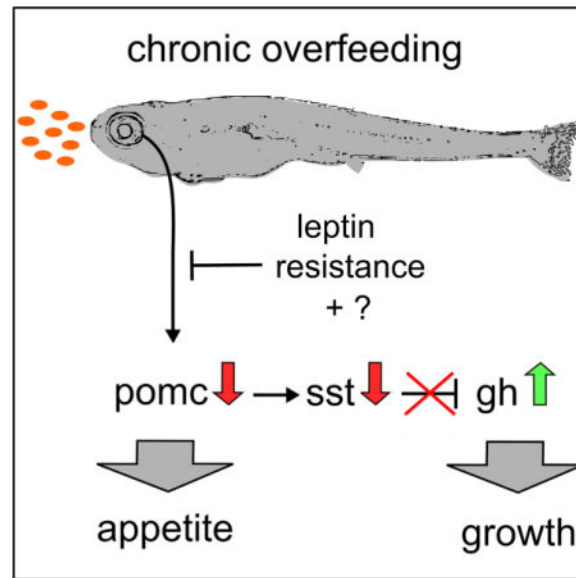 chronic overfeeding
leptin
resistance
+ ?
pomc sst gh
appetite growth